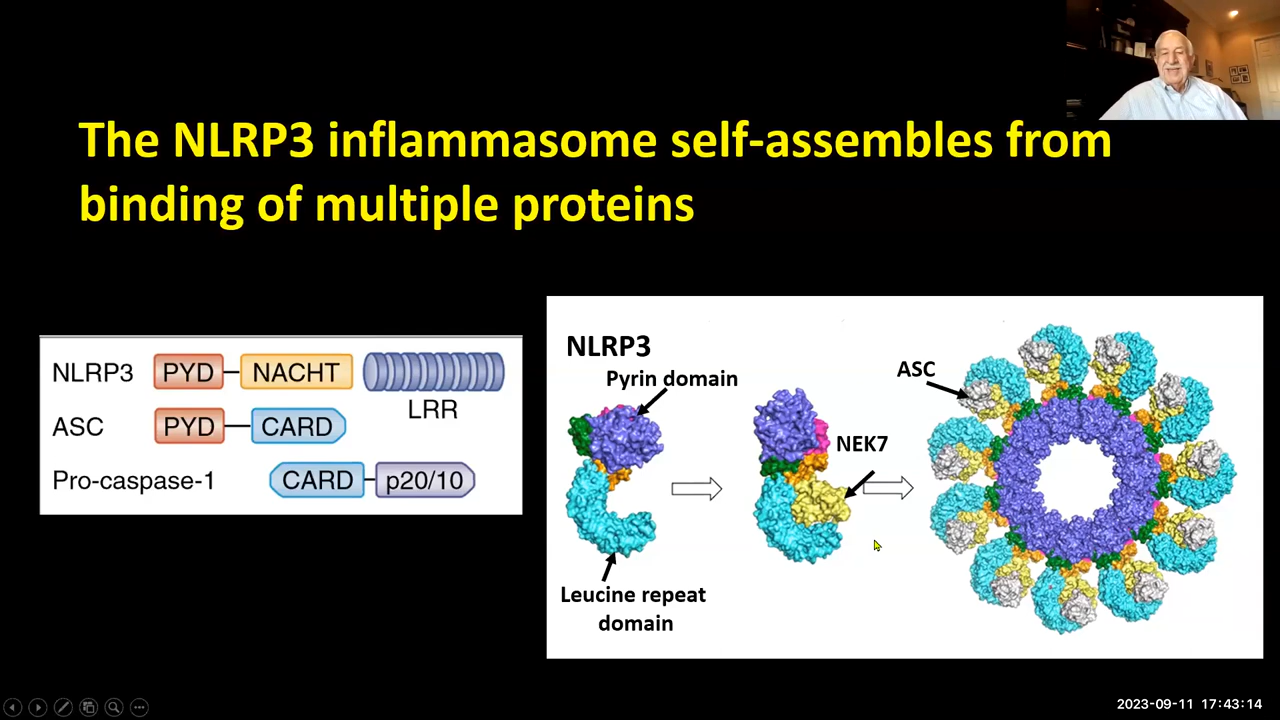 The NLRP3 inflammasome self-assembles from
binding of multiple proteins
NLRP3 PYD NACHT
LRR
ASC PYD CARD
Pro-caspase-1 CARD p20/10
NLRP3
Pyrin domain
NEK7
Leucine repeat
domain
ASC
2023-09-11 17:43:14